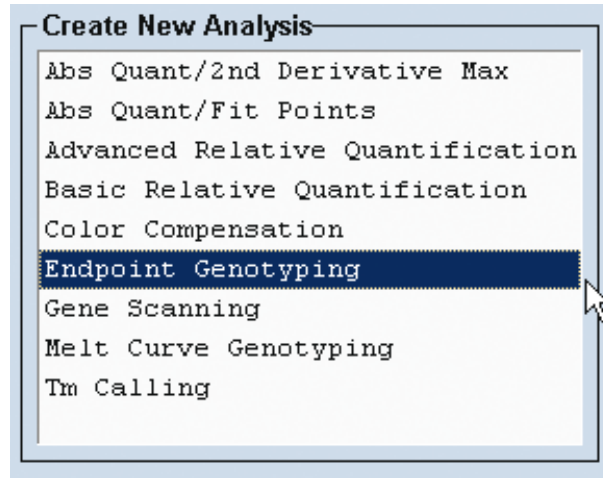 Create New Analysis
Abs Quant/2nd Derivative Max
Abs Quant/Fit Points
Advanced Relative Quantification
Basic Relative Quantification
Color Compensation
Endpoint Genotyping
Gene Scanning
Melt Curve Genotyping
Tm Calling